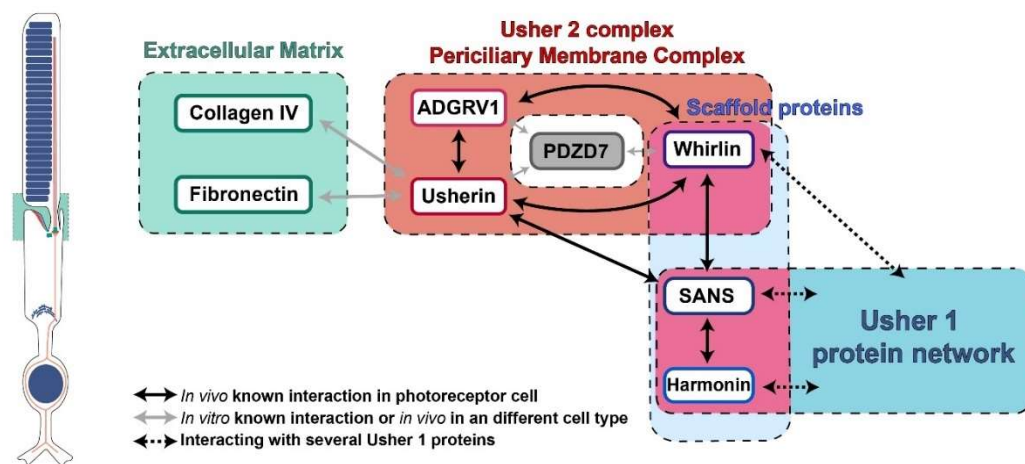 Usher 2 complex
Extracellular Matrix
Periciliary Membrane Complex
Collagen IV
ADGRV1
Scaffold proteins
PDZD7
Whirlin
Fibronectin
Usherin
SANS
Usher 1
protein network
Harmonin
In vivo known interaction in photoreceptor cell
In vitro known interaction or in vivo in an different cell type
Interacting with several Usher 1 proteins